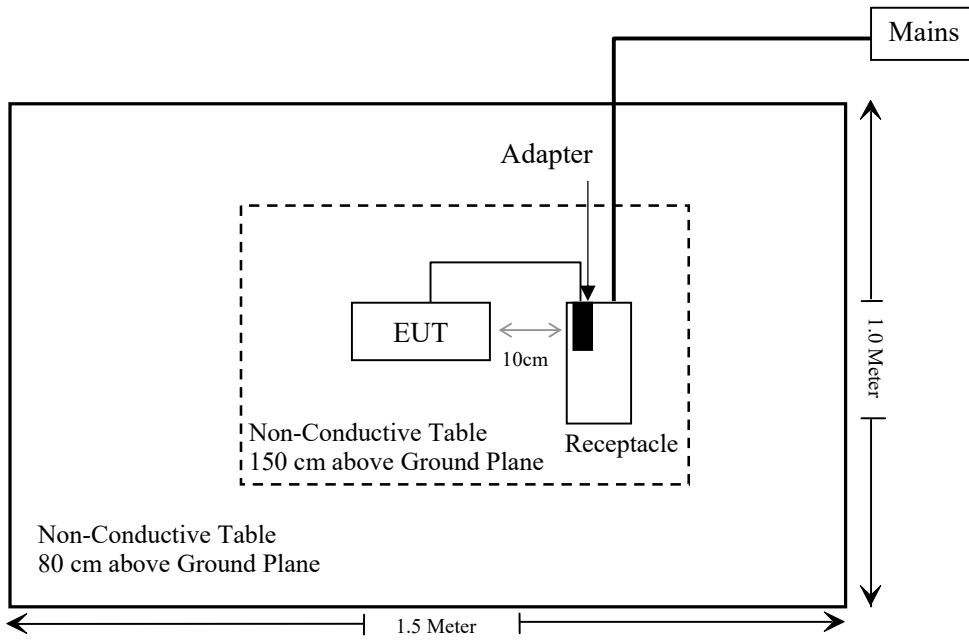 Mains
Adapter
EUT
10cm
1.0 Meter
Non-Conductive Table
150 cm above Ground Plane
Receptacle
Non-Conductive Table
80 cm above Ground Plane
1.5 Meter